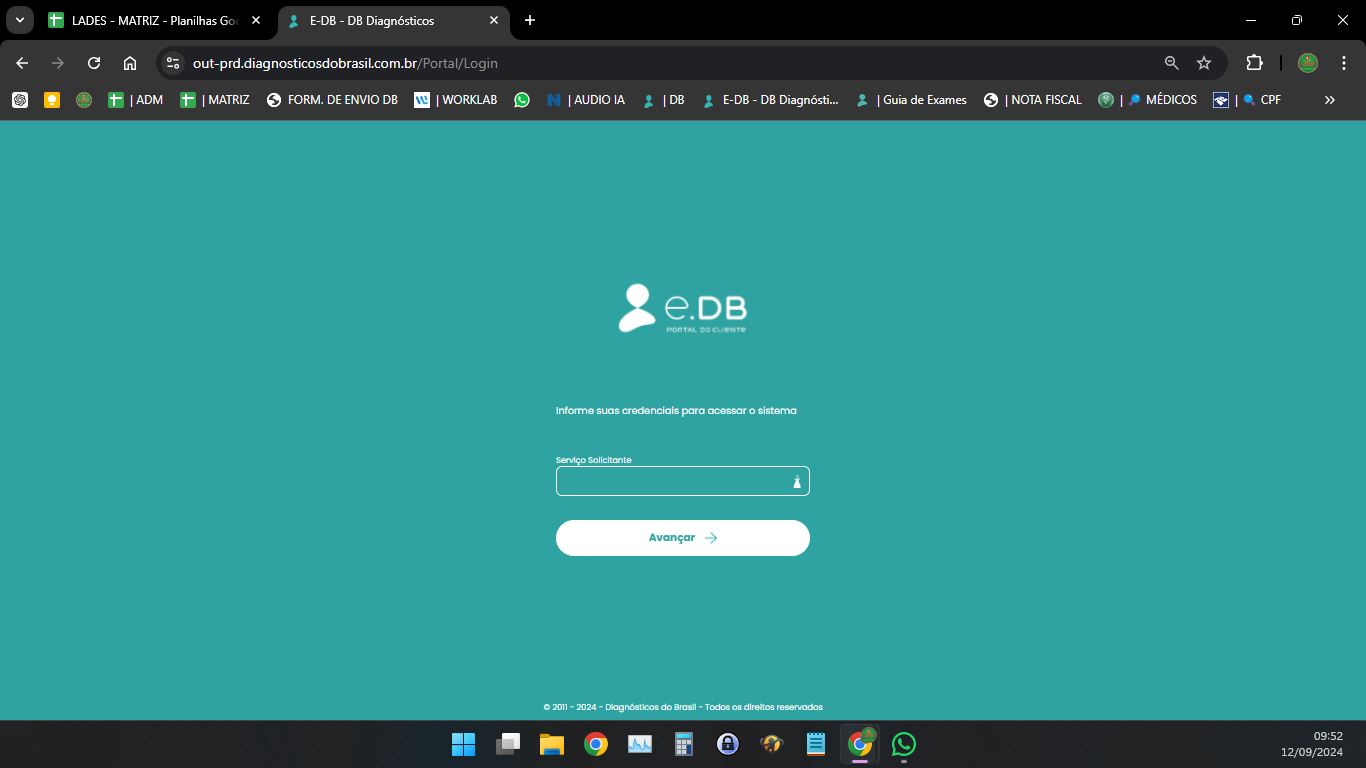 LADES - MATRIZ - Planilhas Goo
E-DB - DB Diagnósticos
out-prd.diagnosticosdobrasil.com.br/Portal/Login
| ADM
| MATRIZ
FORM. DE ENVIO DB
| WORKLAB
N | AUDIO IA
| DB
E-DB - DB Diagnósti...
| Guia de Exames
| NOTA FISCAL
| MÉDICOS
| CPF
e.DB
PORTAL DO CLIENTE
Informe suas credenciais para acessar o sistema
Serviço Solicitante
Avançar
© 2011 - 2024 - Diagnósticos do Brasil - Todos os direitos reservados
09:52
12/09/2024